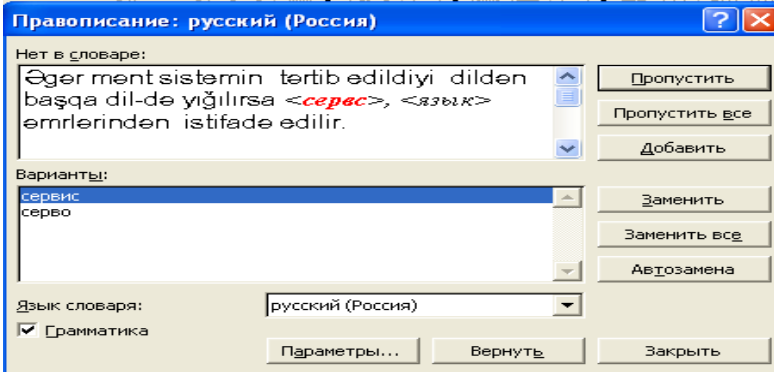 Правописание: русский (Россия)
Нет в словаре:
Əgər mənt sistemin tərtib edildiyi dildən
başqa dil-də yığılırsa <сервс>, <язык>
əmrlərindən istifadə edilir.
Пропустить
Пропустить все
Добавить
Варианты:
сервис
серво
Заменить
Заменить все
Автозамена
Язык словаря:
русский (Россия)
Грамматика
Параметры...
Вернуть
Закрыть